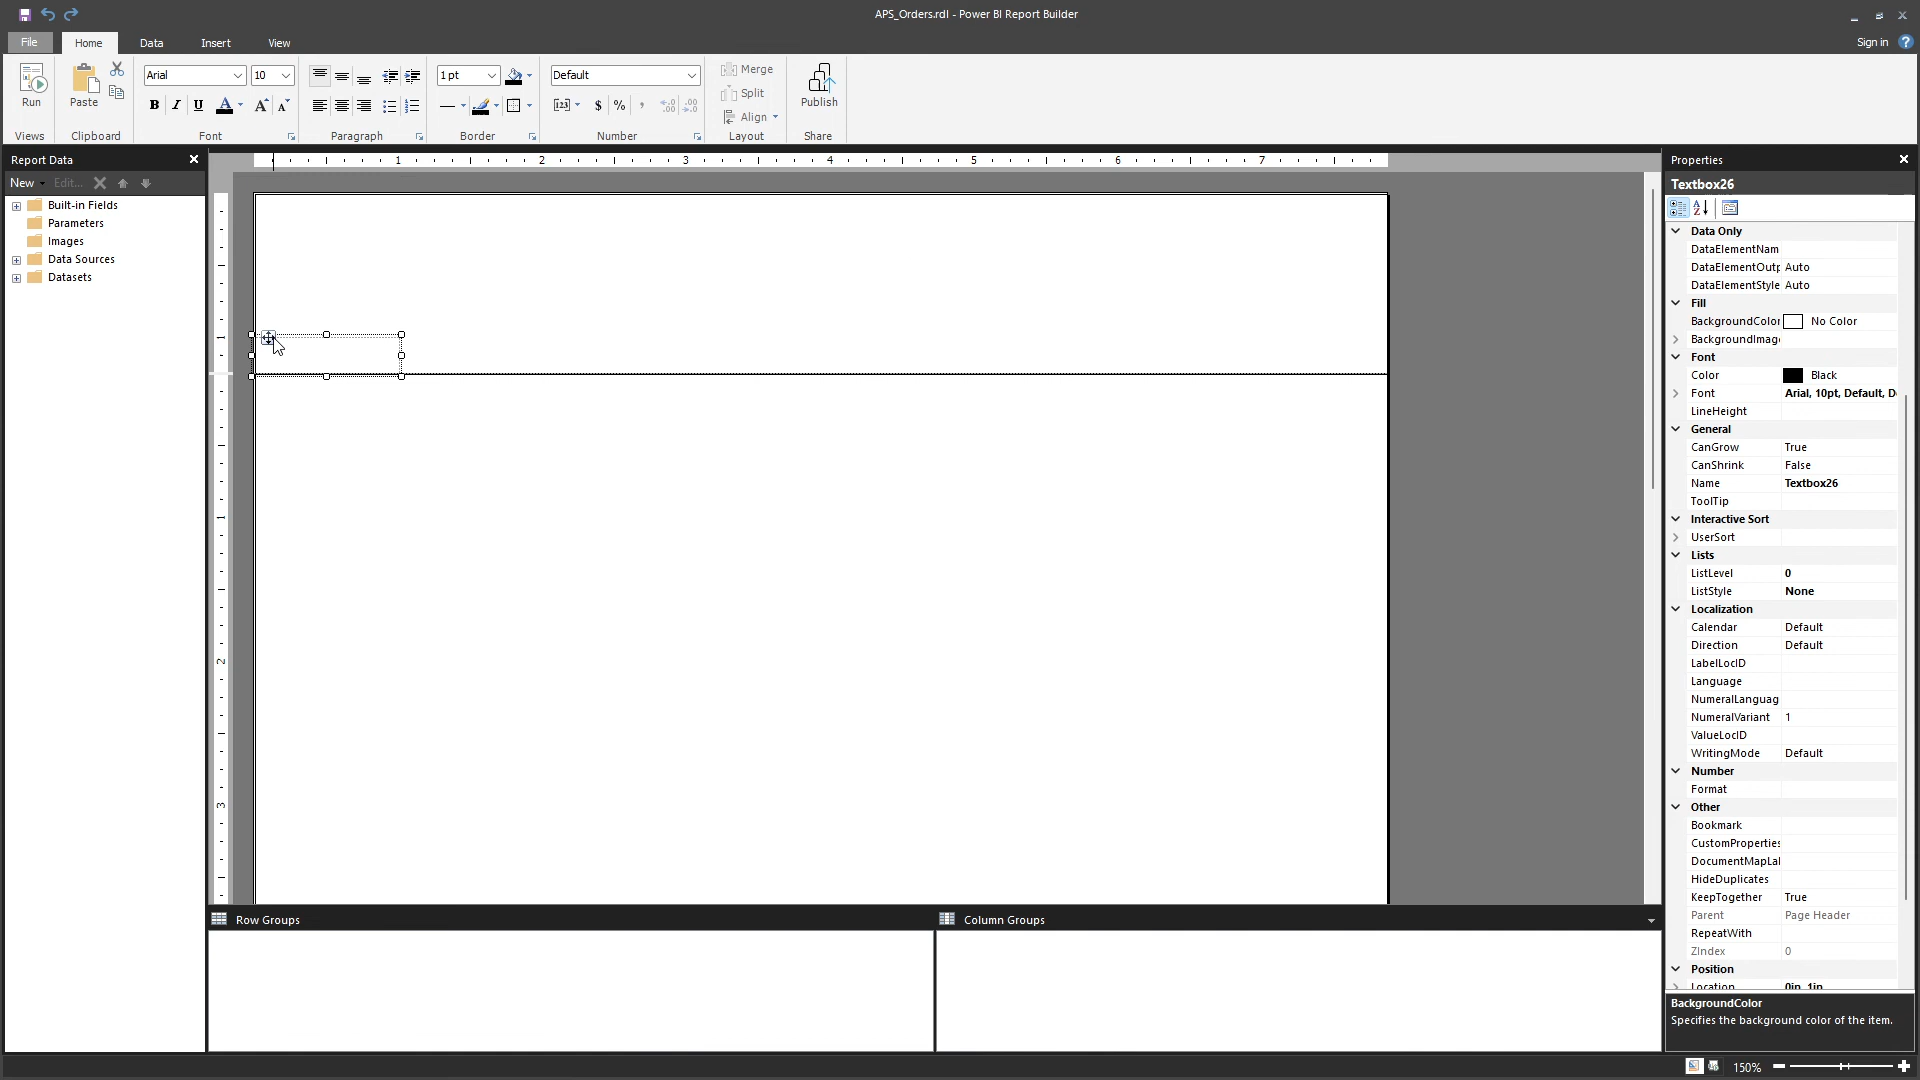 APS_Orders.rdl - Power BI Report Builder
File Home Data Insert View Sign in ?
Run Paste Arial 10 1 pt Default Merge Split Align Publish
B I U A A A $ % ,
Views Clipboard Font Paragraph Border Number Layout Share
Report Data
New Edit...
Built-in Fields
Parameters
Images
Data Sources
Datasets
1 2 3 4 5 6 7
1
1
2
3
Row Groups Column Groups
Properties
Textbox26
Data Only
DataElementNam
DataElementOutp Auto
DataElementStyle Auto
Fill
BackgroundColor No Color
BackgroundImage
Font
Color Black
Font Arial, 10pt, Default, D
LineHeight
General
CanGrow True
CanShrink False
Name Textbox26
ToolTip
Interactive Sort
UserSort
Lists
ListLevel 0
ListStyle None
Localization
Calendar Default
Direction Default
LabelLocID
Language
NumeralLanguag
NumeralVariant 1
ValueLocID
WritingMode Default
Number
Format
Other
Bookmark
CustomProperties
DocumentMapLal
HideDuplicates
KeepTogether True
Parent Page Header
RepeatWith
ZIndex 0
Position
Location 0in, 1in
BackgroundColor
Specifies the background color of the item.
150%